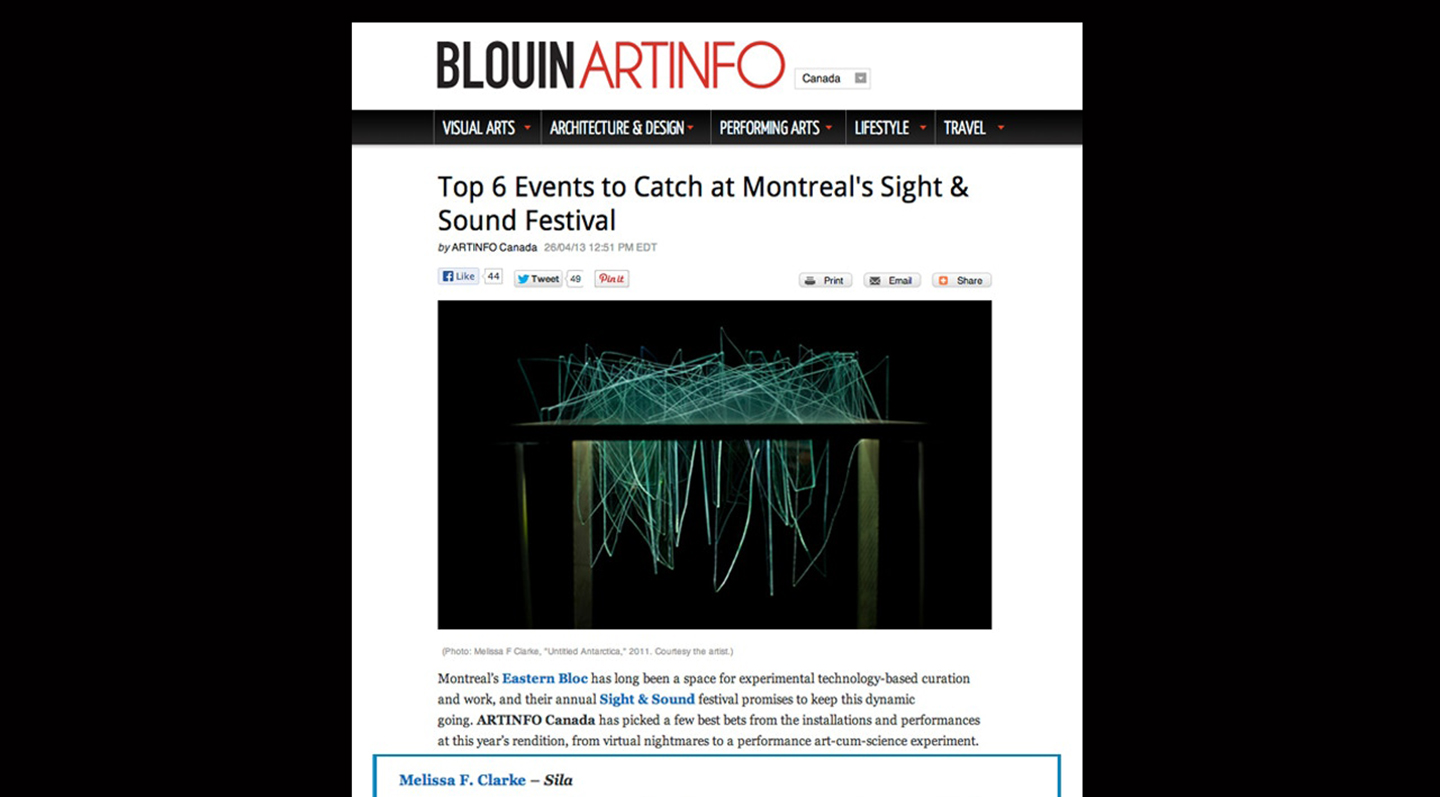 BLOUINARTINFO
Canada
VISUAL ARTS ARCHITECTURE & DESIGN PERFORMING ARTS LIFESTYLE TRAVEL
Top 6 Events to Catch at Montreal's Sight &
Sound Festival
by ARTINFO Canada 26/04/13 12:51 PM EDT
Like 44 Tweet 49 Pin it Print Email Share
(Photo: Melissa F Clarke, "Untitled Antarctica," 2011. Courtesy the artist.)
Montreal's Eastern Bloc has long been a space for experimental technology-based curation
and work, and their annual Sight & Sound festival promises to keep this dynamic
going. ARTINFO Canada has picked a few best bets from the installations and performances
at this year's rendition, from virtual nightmares to a performance art-cum-science experiment.
Melissa F. Clarke – Sila